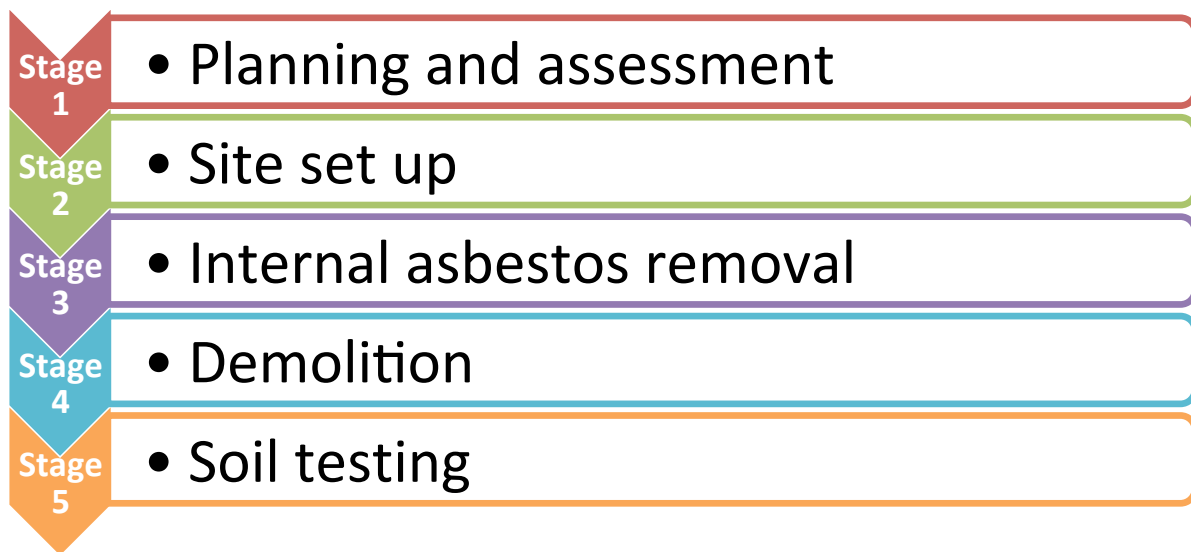 Stage
1
• Planning and assessment
Stage
2
• Site set up
Stage
3
• Internal asbestos removal
Stage
4
• Demolition
Stage
5
• Soil testing